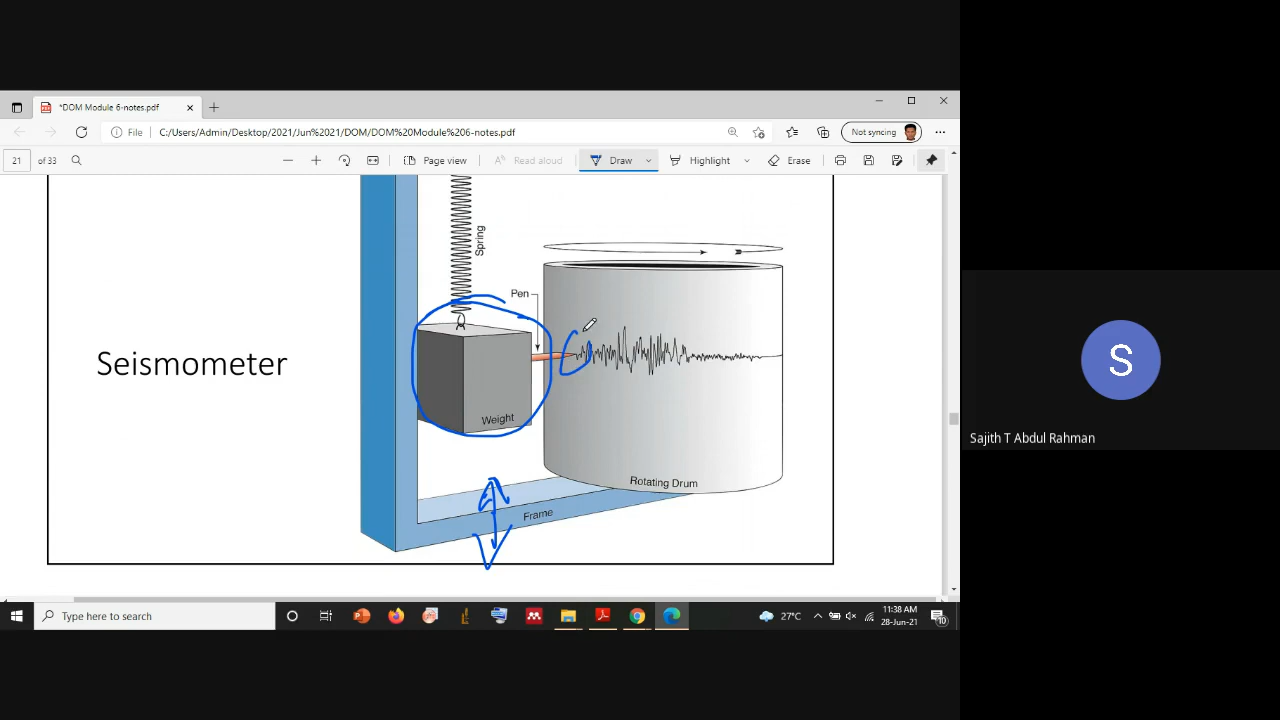 *DOM Module 6-notes.pdf
File
C:/Users/Admin/Desktop/2021/Jun%2021/DOM/DOM%20Module%206-notes.pdf
Not syncing
21 of 33
Page view
Read aloud
Draw
Highlight
Erase
Spring
Pen
Seismometer
Weight
Rotating Drum
Frame
S
Sajith T Abdul Rahman
Type here to search
27°C
11:38 AM
28-Jun-21
10